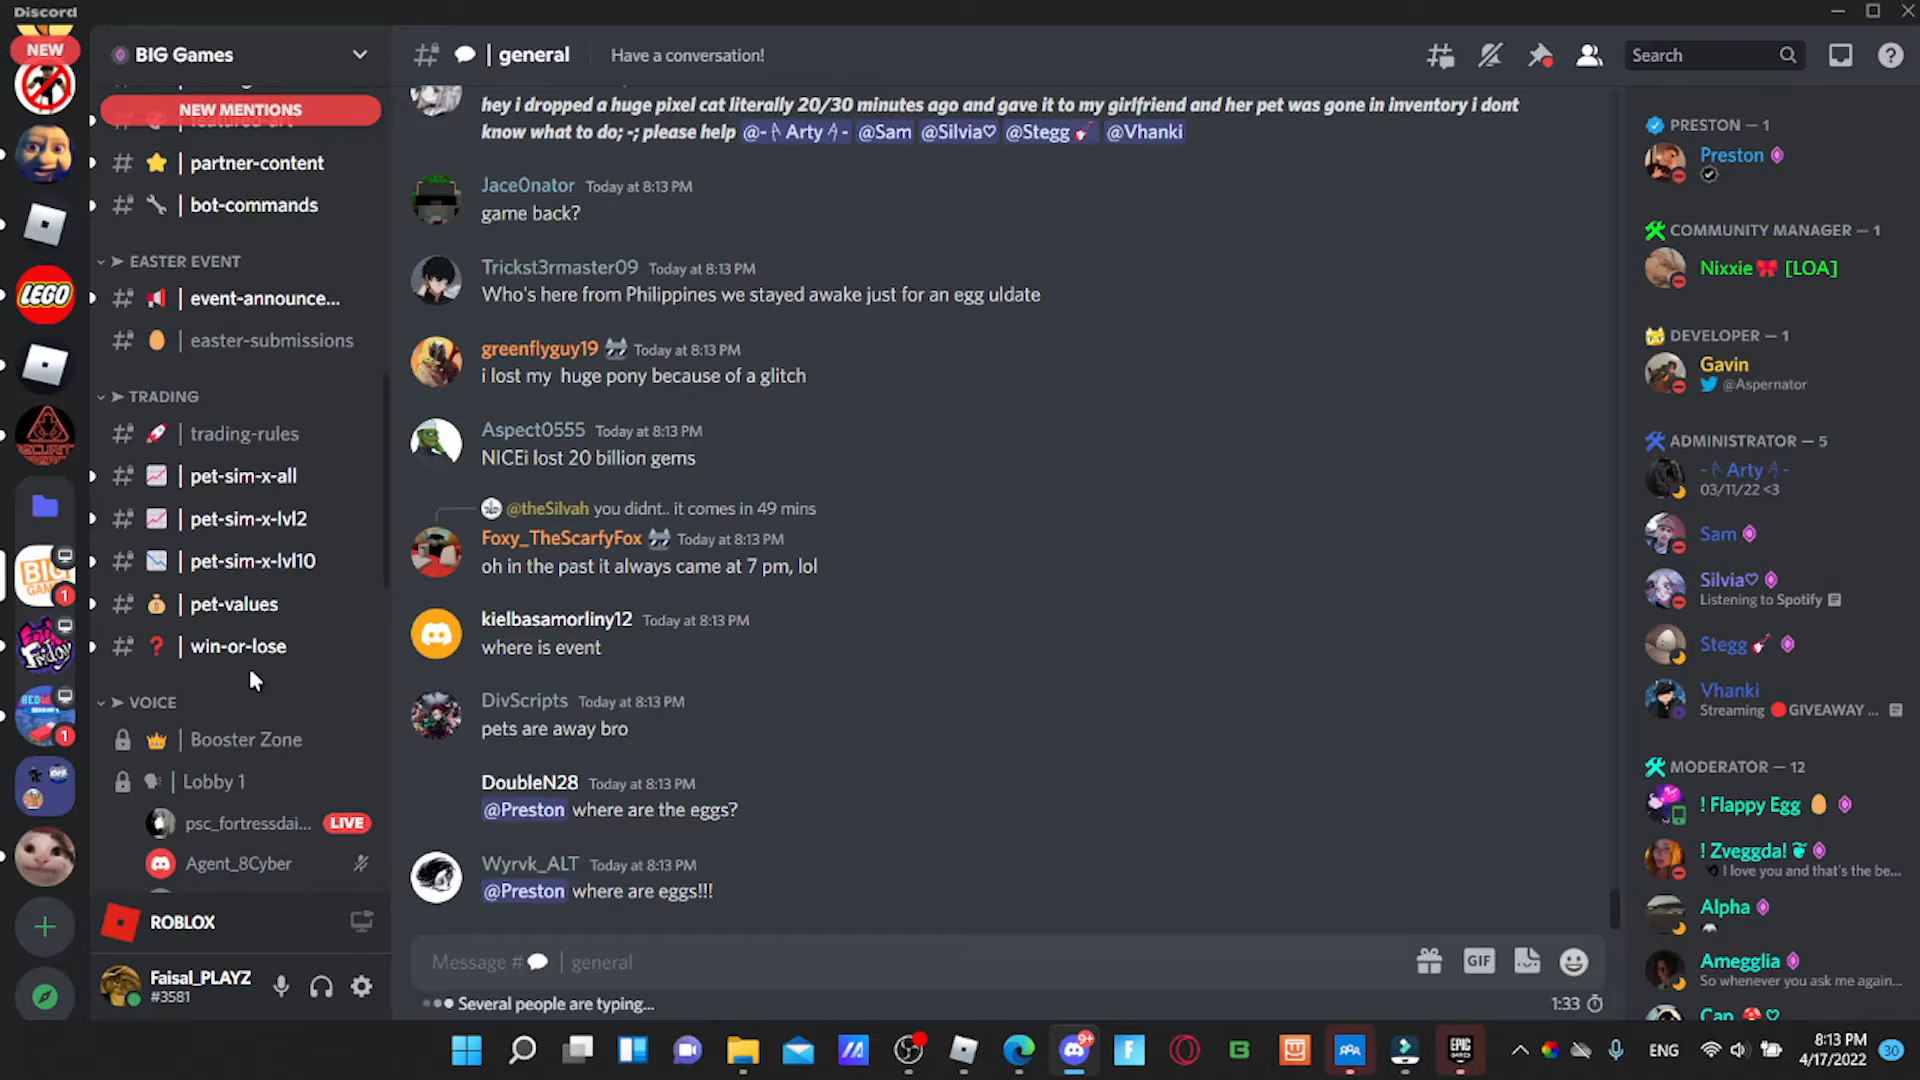 Discord
NEW
BIG Games
NEW MENTIONS
partner-content
bot-commands
EASTER EVENT
event-announce...
easter-submissions
TRADING
trading-rules
pet-sim-x-all
pet-sim-x-lvl2
pet-sim-x-lvl10
pet-values
win-or-lose
VOICE
Booster Zone
Lobby 1
psc_fortressdai... LIVE
Agent_8Cyber
ROBLOX
Faisal_PLAYZ
#3581
LEGO
general Have a conversation!
Search
hey i dropped a huge pixel cat literally 20/30 minutes ago and gave it to my girlfriend and her pet was gone in inventory i dont
know what to do; -; please help @-Arty- @Sam @Silvia♡ @Stegg @Vhanki
Jace0nator Today at 8:13 PM
game back?
Trickst3rmaster09 Today at 8:13 PM
Who's here from Philippines we stayed awake just for an egg uldate
greenflyguy19 Today at 8:13 PM
i lost my huge pony because of a glitch
Aspect0555 Today at 8:13 PM
NICEi lost 20 billion gems
@theSilvah you didnt.. it comes in 49 mins
Foxy_TheScarfyFox Today at 8:13 PM
oh in the past it always came at 7 pm, lol
kielbasamorliny12 Today at 8:13 PM
where is event
DivScripts Today at 8:13 PM
pets are away bro
DoubleN28 Today at 8:13 PM
@Preston where are the eggs?
Wyrvk_ALT Today at 8:13 PM
@Preston where are eggs!!!
Message # general
GIF
Several people are typing...
1:33
PRESTON — 1
Preston
COMMUNITY MANAGER — 1
Nixxie [LOA]
DEVELOPER — 1
Gavin
@Aspernator
ADMINISTRATOR — 5
-Arty-
03/11/22 <3
Sam
Silvia♡
Listening to Spotify
Stegg
Vhanki
Streaming GIVEAWAY ...
MODERATOR — 12
! Flappy Egg
! Zveggda!
I love you and that's the be...
Alpha
Amegglia
So whenever you ask me again...
Cap
ENG
8:13 PM
4/17/2022
30